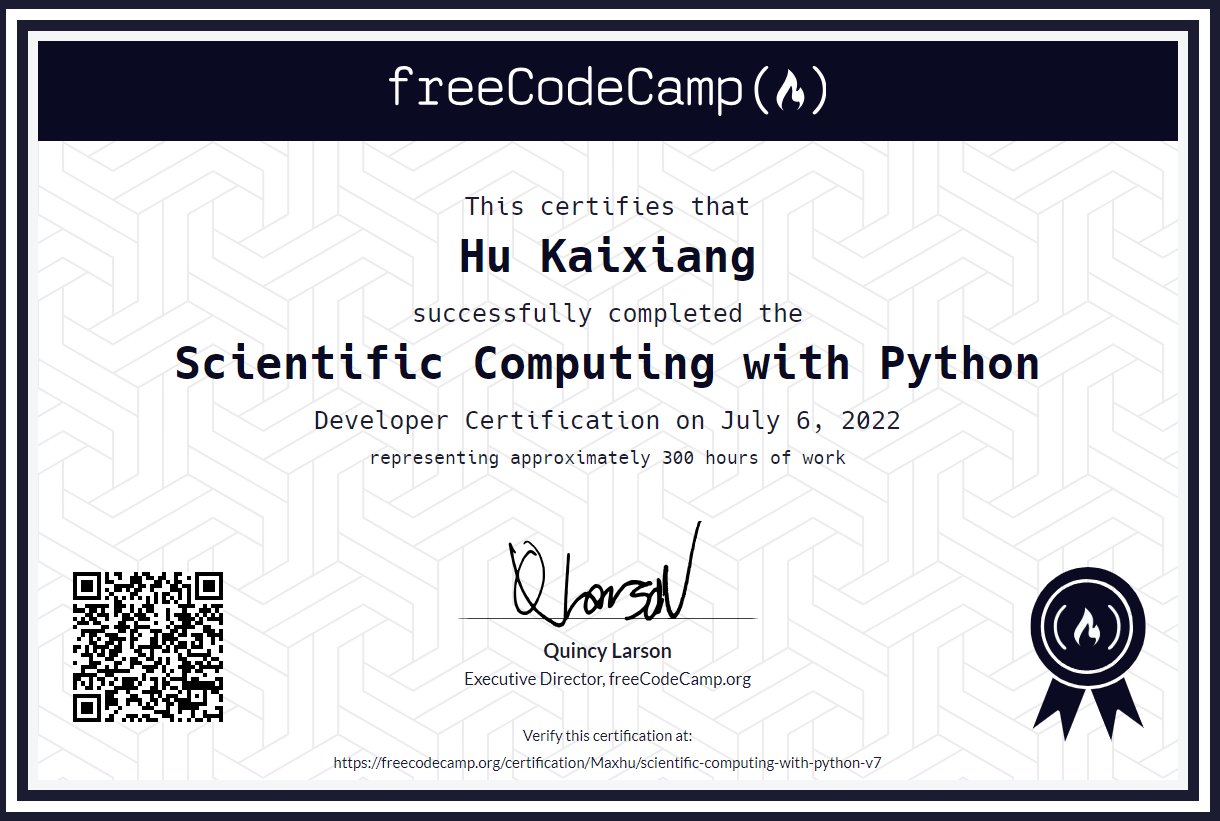 freeCodeCamp(🔥)
This certifies that
Hu Kaixiang
successfully completed the
Scientific Computing with Python
Developer Certification on July 6, 2022
representing approximately 300 hours of work
Q Larson
Quincy Larson
Executive Director, freeCodeCamp.org
Verify this certification at:
https://freecodecamp.org/certification/Maxhu/scientific-computing-with-python-v7